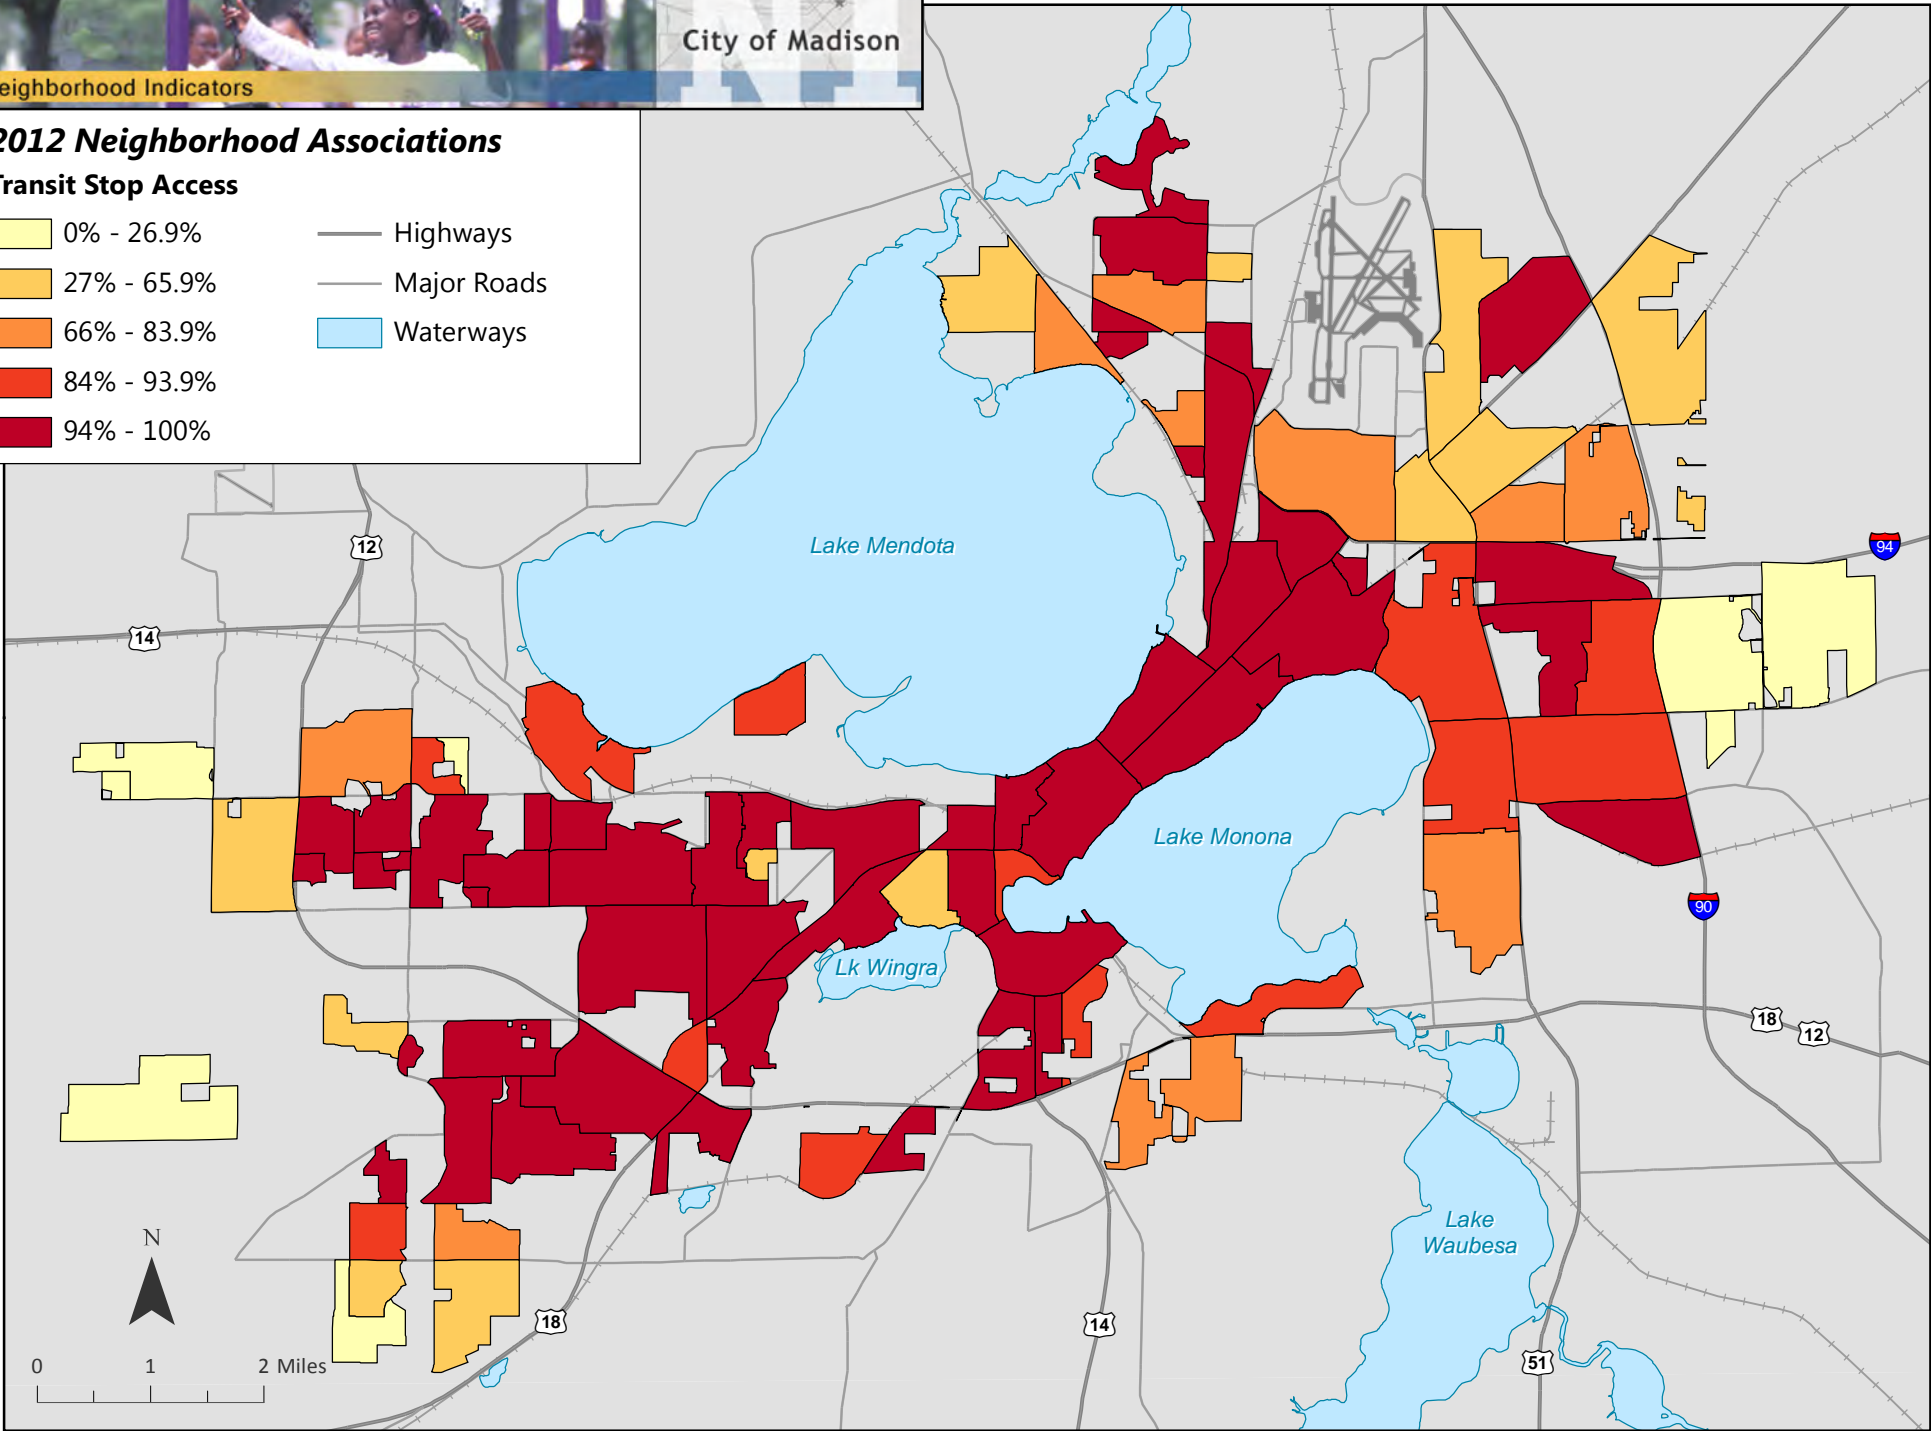 City of Madison
eighborhood Indicators
2012 Neighborhood Associations
Transit Stop Access
0% - 26.9%
27% - 65.9%
66% - 83.9%
84% - 93.9%
94% - 100%
Highways
Major Roads
Waterways
12
14
94
Lake Mendota
Lake Monona
Lk Wingra
90
18
12
Lake
Waubesa
N
18
14
51
0 1 2 Miles